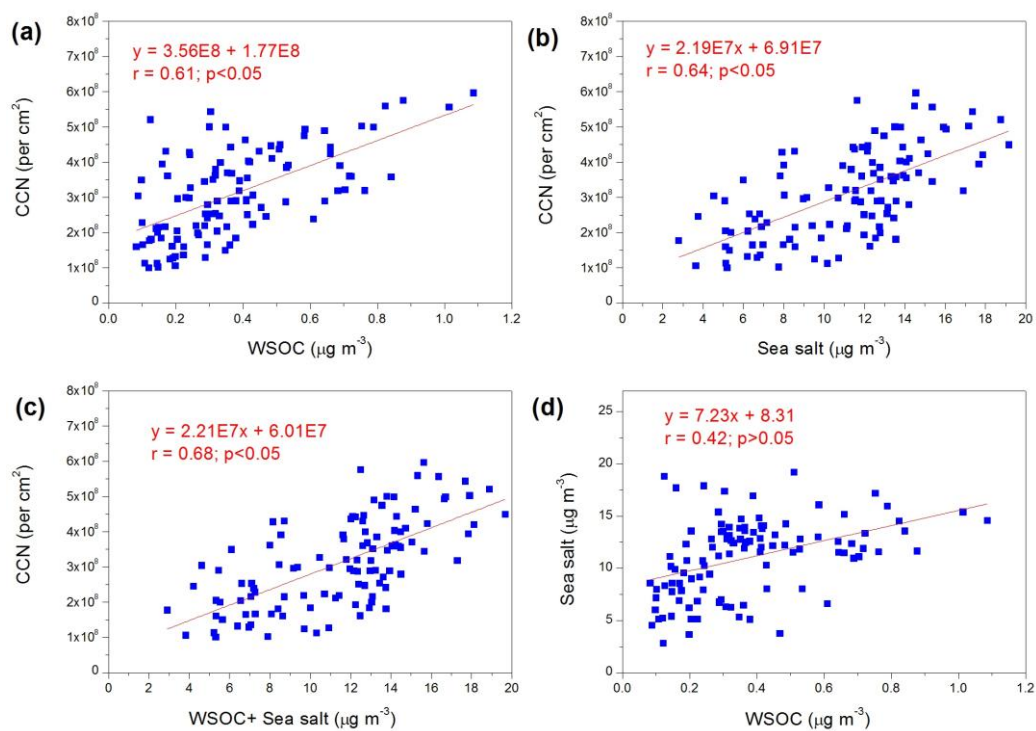 (a)
y = 3.56E8 + 1.77E8
r = 0.61; p<0.05
CCN (per cm²)
8x10⁸
7x10⁸
6x10⁸
5x10⁸
4x10⁸
3x10⁸
2x10⁸
1x10⁸
0
0.0 0.2 0.4 0.6 0.8 1.0 1.2
WSOC (μg m⁻³)
(b)
y = 2.19E7x + 6.91E7
r = 0.64; p<0.05
CCN (per cm²)
8x10⁸
7x10⁸
6x10⁸
5x10⁸
4x10⁸
3x10⁸
2x10⁸
1x10⁸
0
0 2 4 6 8 10 12 14 16 18 20
Sea salt (μg m⁻³)
(c)
y = 2.21E7x + 6.01E7
r = 0.68; p<0.05
CCN (per cm²)
8x10⁸
7x10⁸
6x10⁸
5x10⁸
4x10⁸
3x10⁸
2x10⁸
1x10⁸
0
0 2 4 6 8 10 12 14 16 18 20
WSOC+ Sea salt (μg m⁻³)
(d)
y = 7.23x + 8.31
r = 0.42; p>0.05
Sea salt (μg m⁻³)
25
20
15
10
5
0
0.0 0.2 0.4 0.6 0.8 1.0 1.2
WSOC (μg m⁻³)